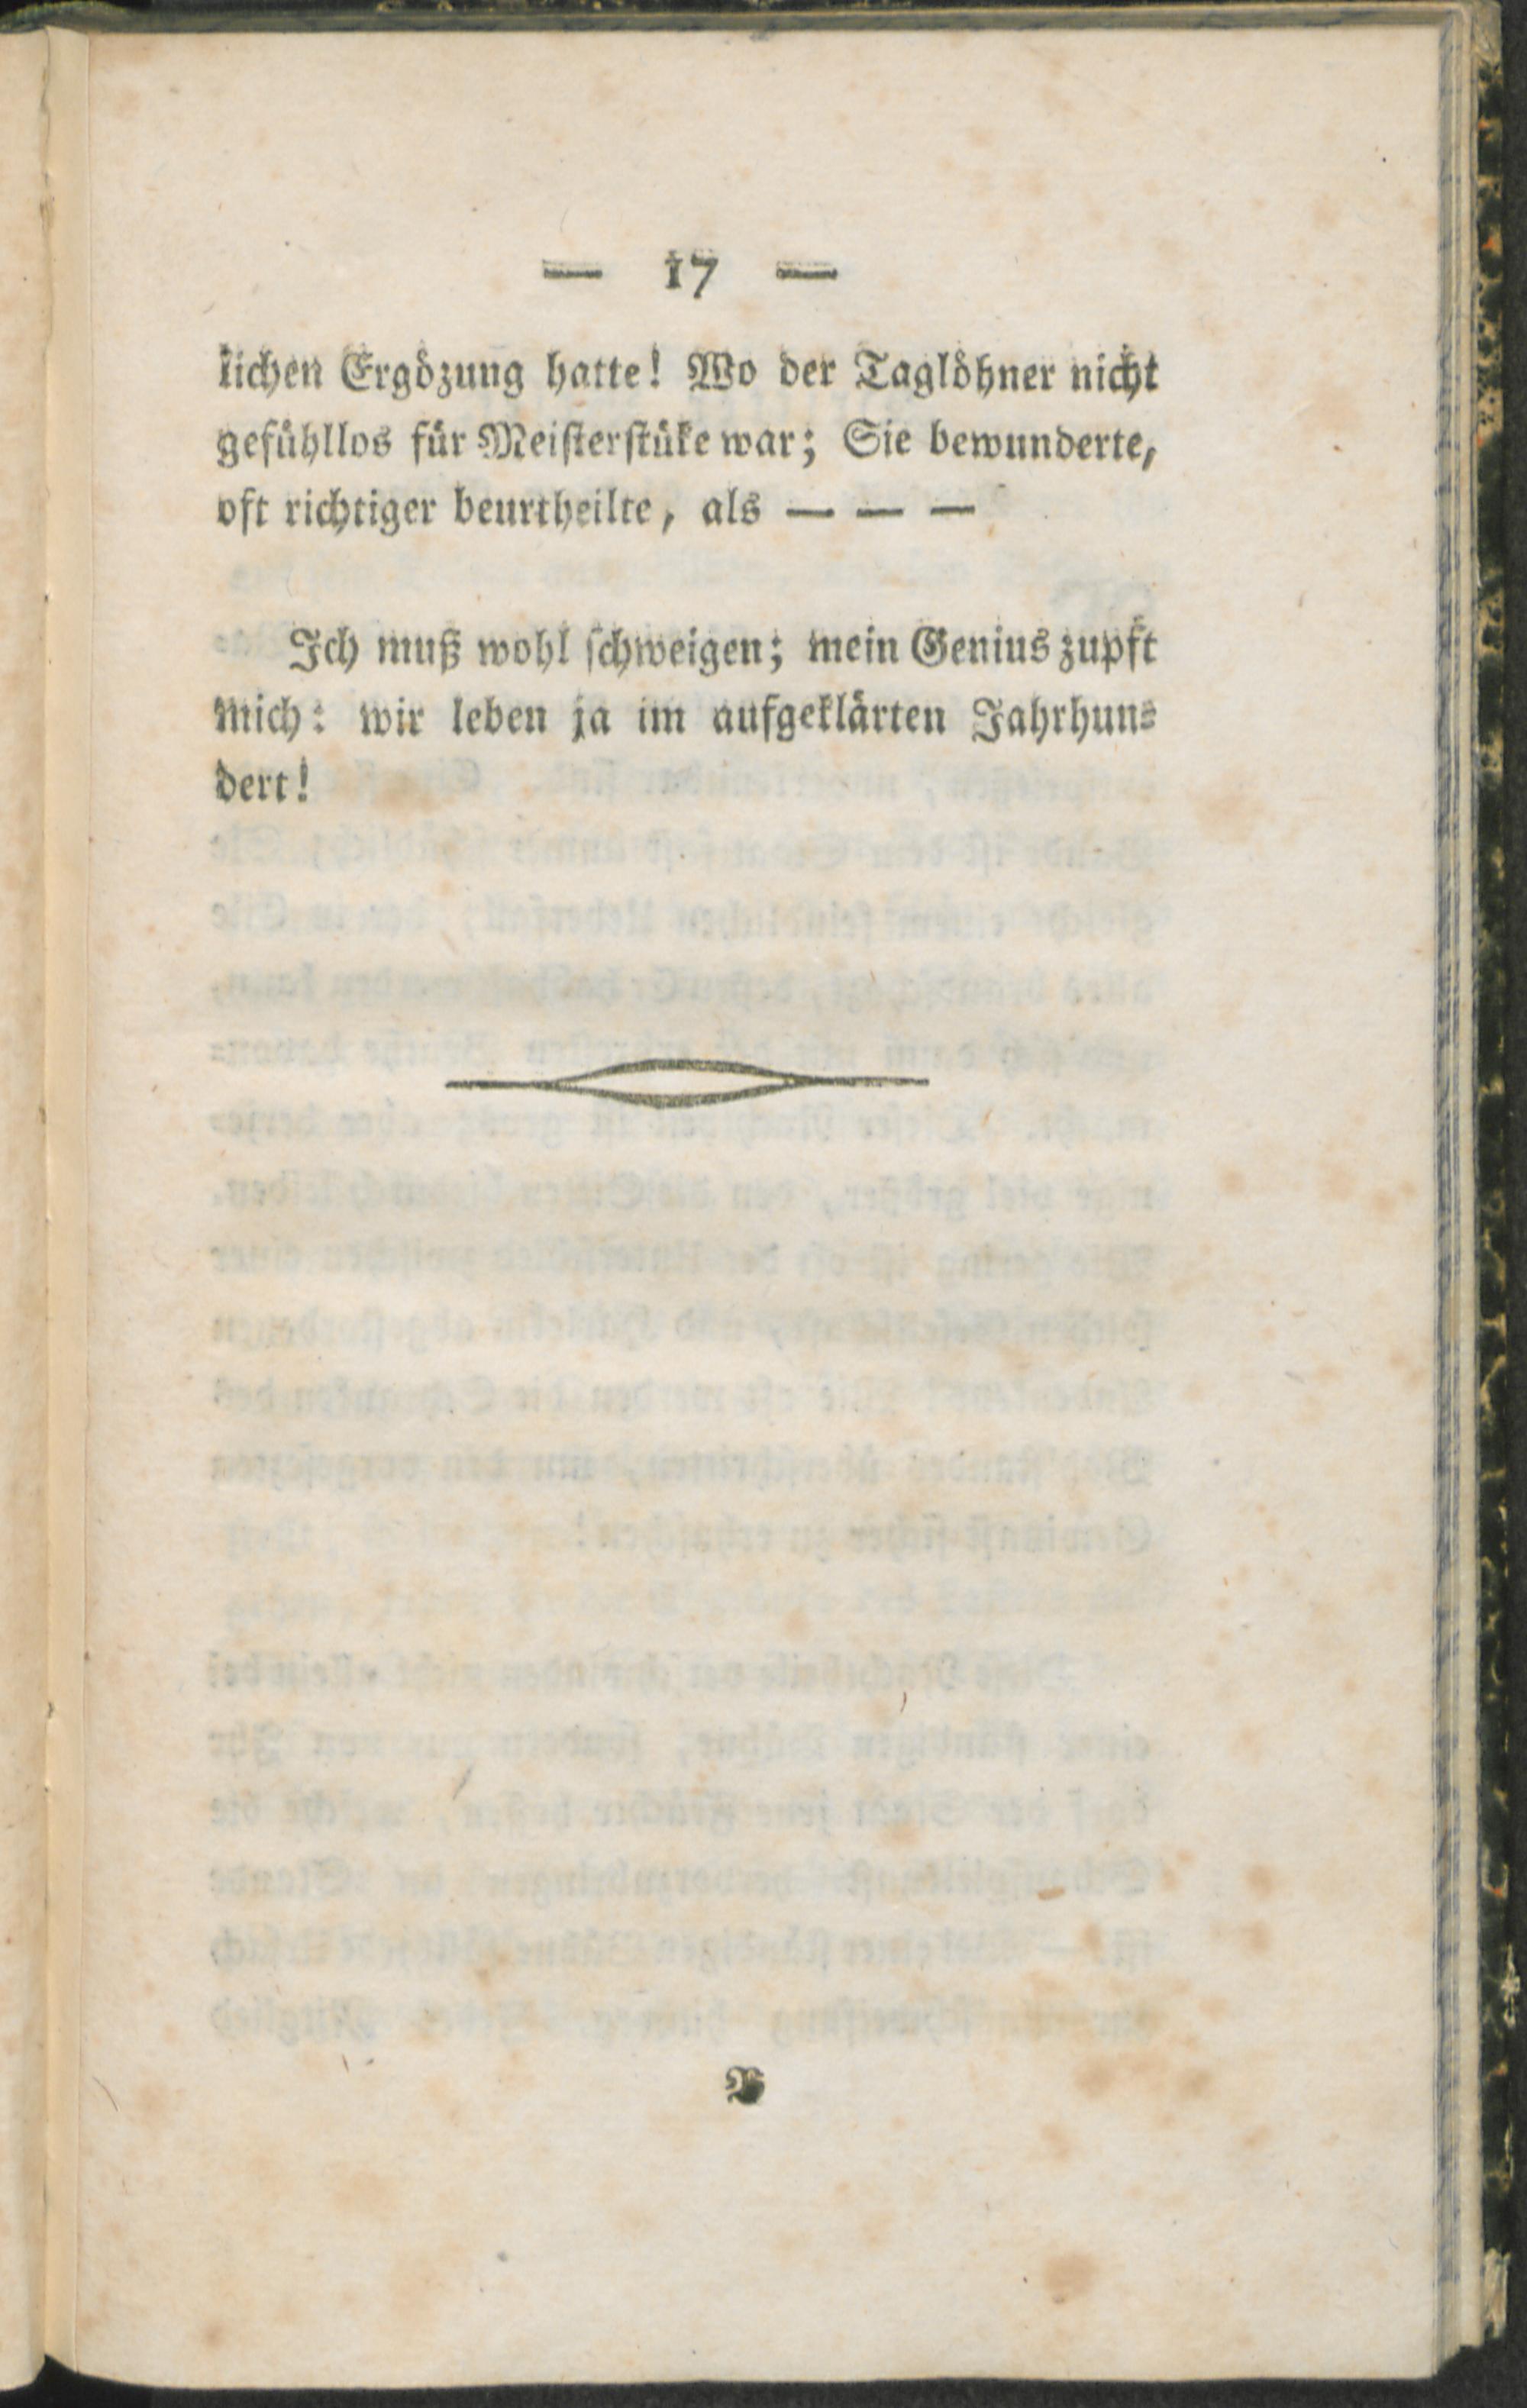 — 17 —
lichen Ergözung hatte! Wo der Taglöhner nicht
gefühllos für Meisterstüke war; Sie bewunderte,
oft richtiger beurtheilte, als — — —
Ich muß wohl schweigen; mein Genius zupft
mich: wir leben ja im aufgeklärten Jahrhun-
dert!
B